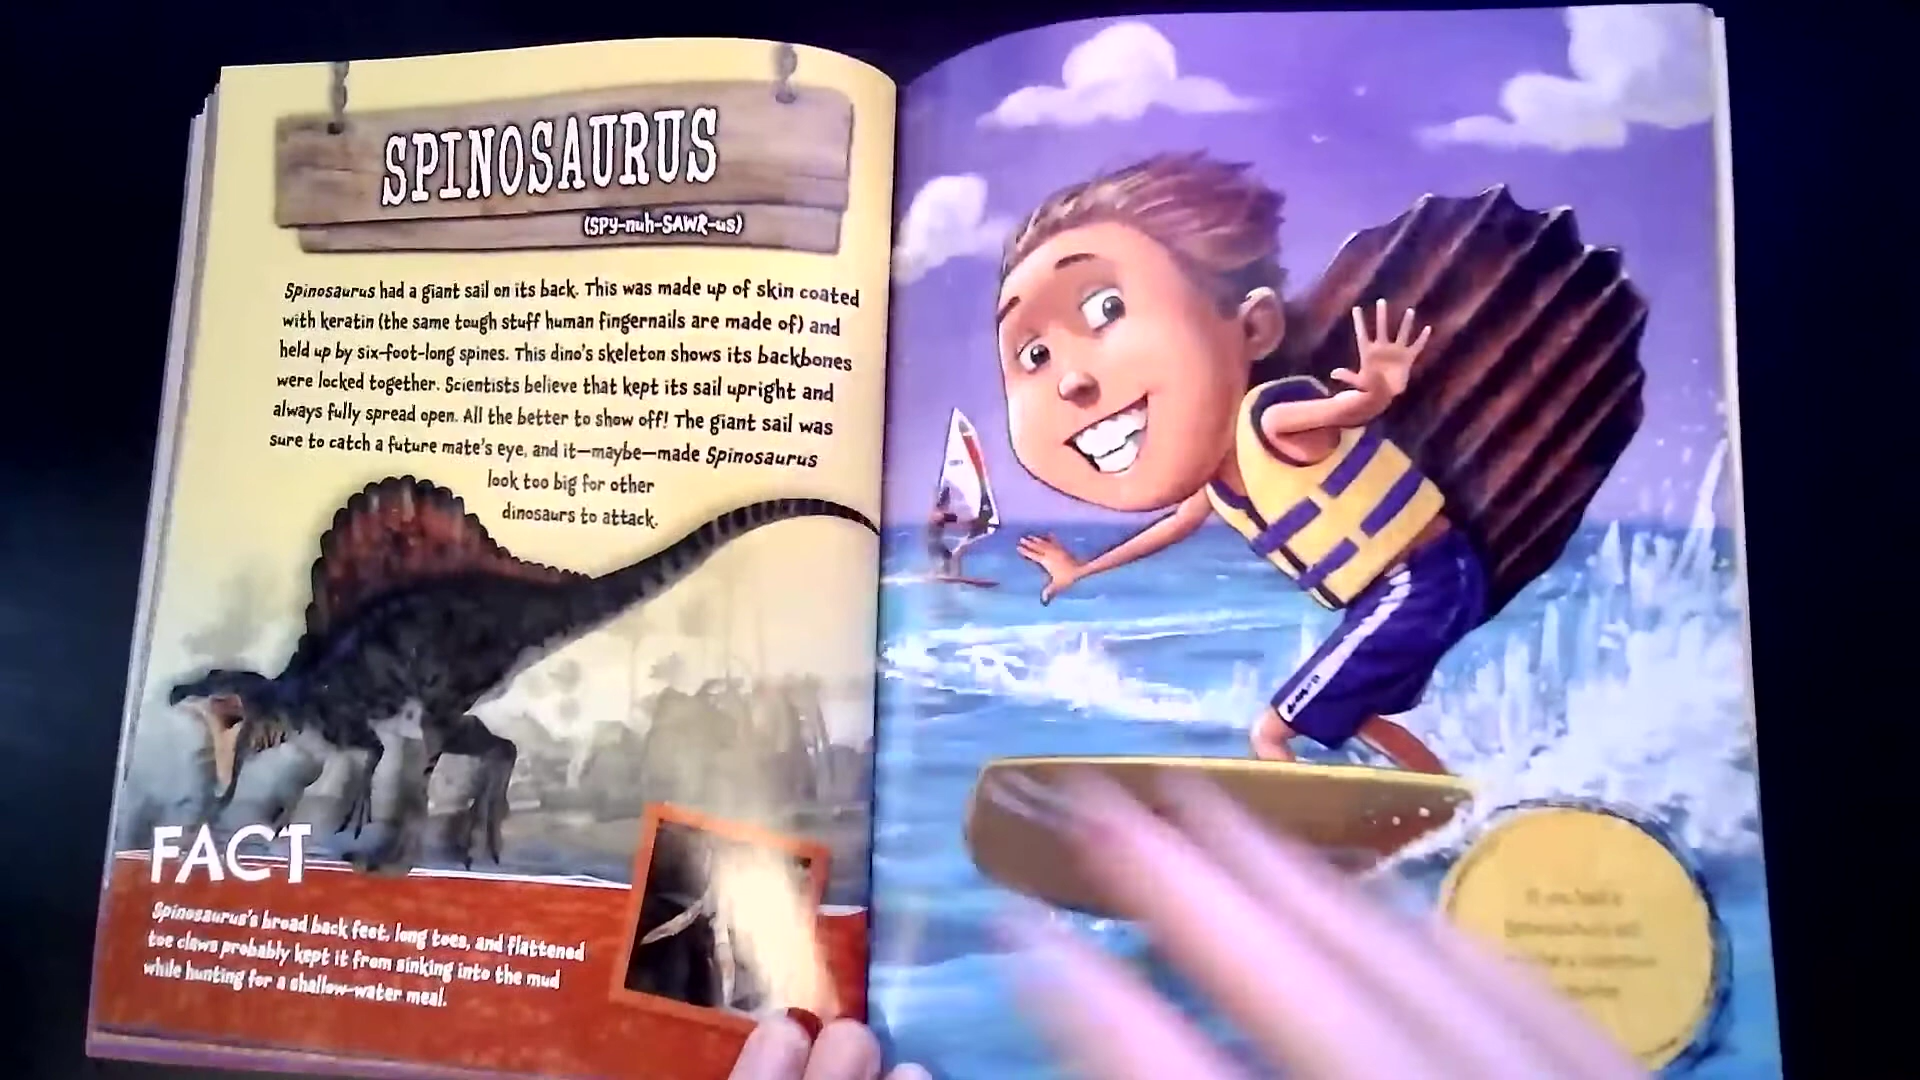 SPINOSAURUS
(SPY-nuh-SAWR-us)
Spinosaurus had a giant sail on its back. This was made up of skin coated
with keratin (the same tough stuff human fingernails are made of) and
held up by six-foot-long spines. This dino's skeleton shows its backbones
were locked together. Scientists believe that kept its sail upright and
always fully spread open. All the better to show off! The giant sail was
sure to catch a future mate's eye, and it—maybe—made Spinosaurus
look too big for other
dinosaurs to attack.
FACT
Spinosaurus's broad back feet, long toes, and flattened
toe claws probably kept it from sinking into the mud
while hunting for a shallow-water meal.
If you had a